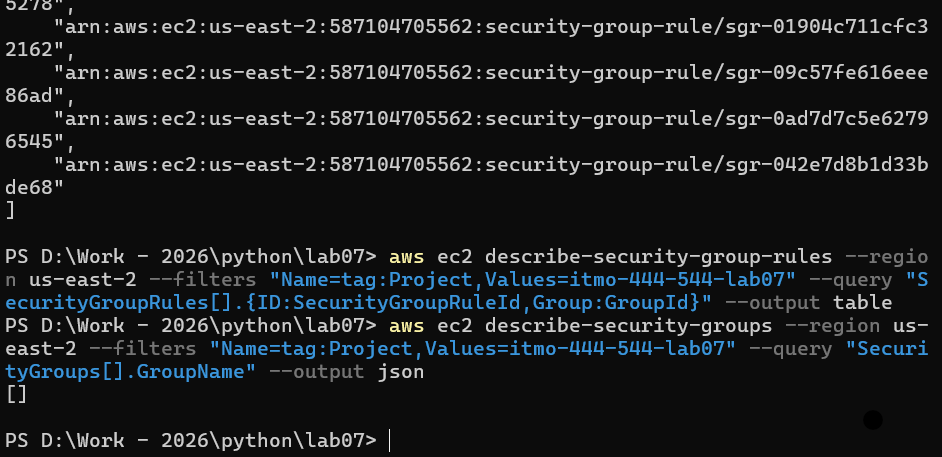 5278",
    "arn:aws:ec2:us-east-2:587104705562:security-group-rule/sgr-01904c711cfc3
2162",
    "arn:aws:ec2:us-east-2:587104705562:security-group-rule/sgr-09c57fe616eee
86ad",
    "arn:aws:ec2:us-east-2:587104705562:security-group-rule/sgr-0ad7d7c5e6279
6545",
    "arn:aws:ec2:us-east-2:587104705562:security-group-rule/sgr-042e7d8b1d33b
de68"
]
PS D:\Work - 2026\python\lab07> aws ec2 describe-security-group-rules --regio
n us-east-2 --filters "Name=tag:Project,Values=itmo-444-544-lab07" --query "S
ecurityGroupRules[].{ID:SecurityGroupRuleId,Group:GroupId}" --output table
PS D:\Work - 2026\python\lab07> aws ec2 describe-security-groups --region us-
east-2 --filters "Name=tag:Project,Values=itmo-444-544-lab07" --query "Securi
tyGroups[].GroupName" --output json
[]
PS D:\Work - 2026\python\lab07>